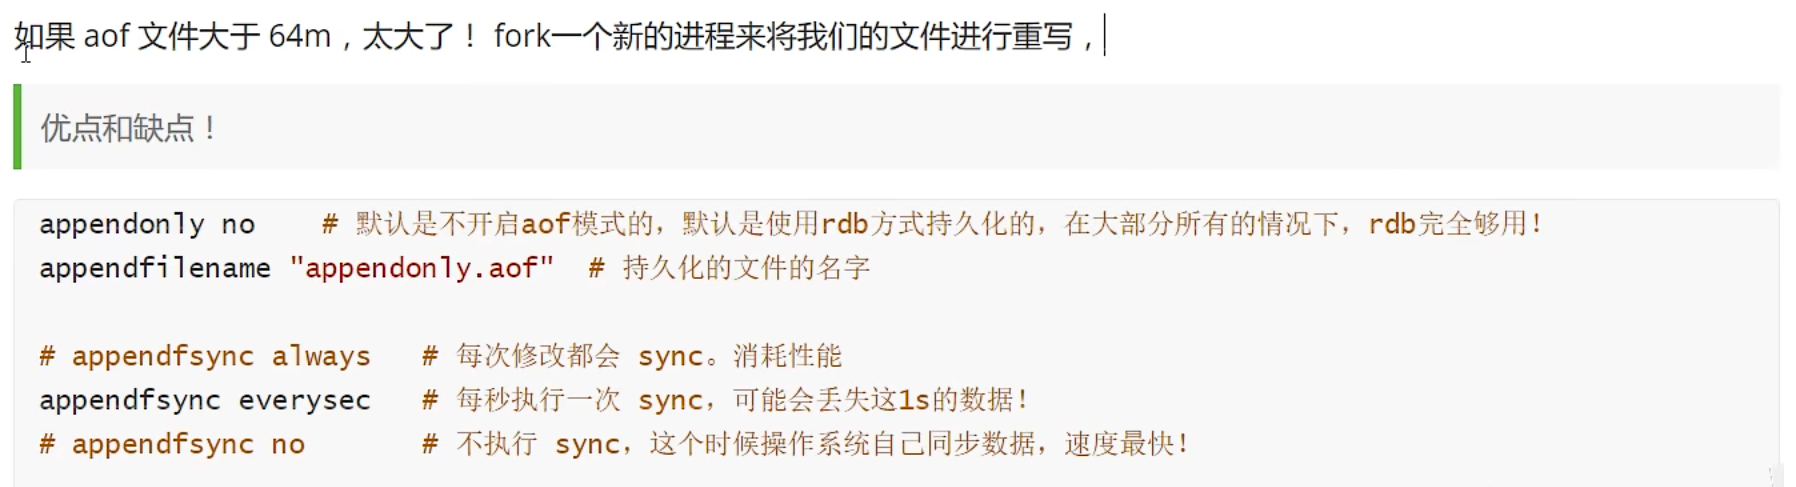 如果 aof 文件大于 64m，太大了！ fork一个新的进程来将我们的文件进行重写，
优点和缺点！
appendonly no    # 默认是不开启aof模式的，默认是使用rdb方式持久化的，在大部分所有的情况下，rdb完全够用！
appendfilename "appendonly.aof"  # 持久化的文件的名字
# appendfsync always   # 每次修改都会 sync。消耗性能
appendfsync everysec   # 每秒执行一次 sync，可能会丢失这1s的数据！
# appendfsync no       # 不执行 sync，这个时候操作系统自己同步数据，速度最快！